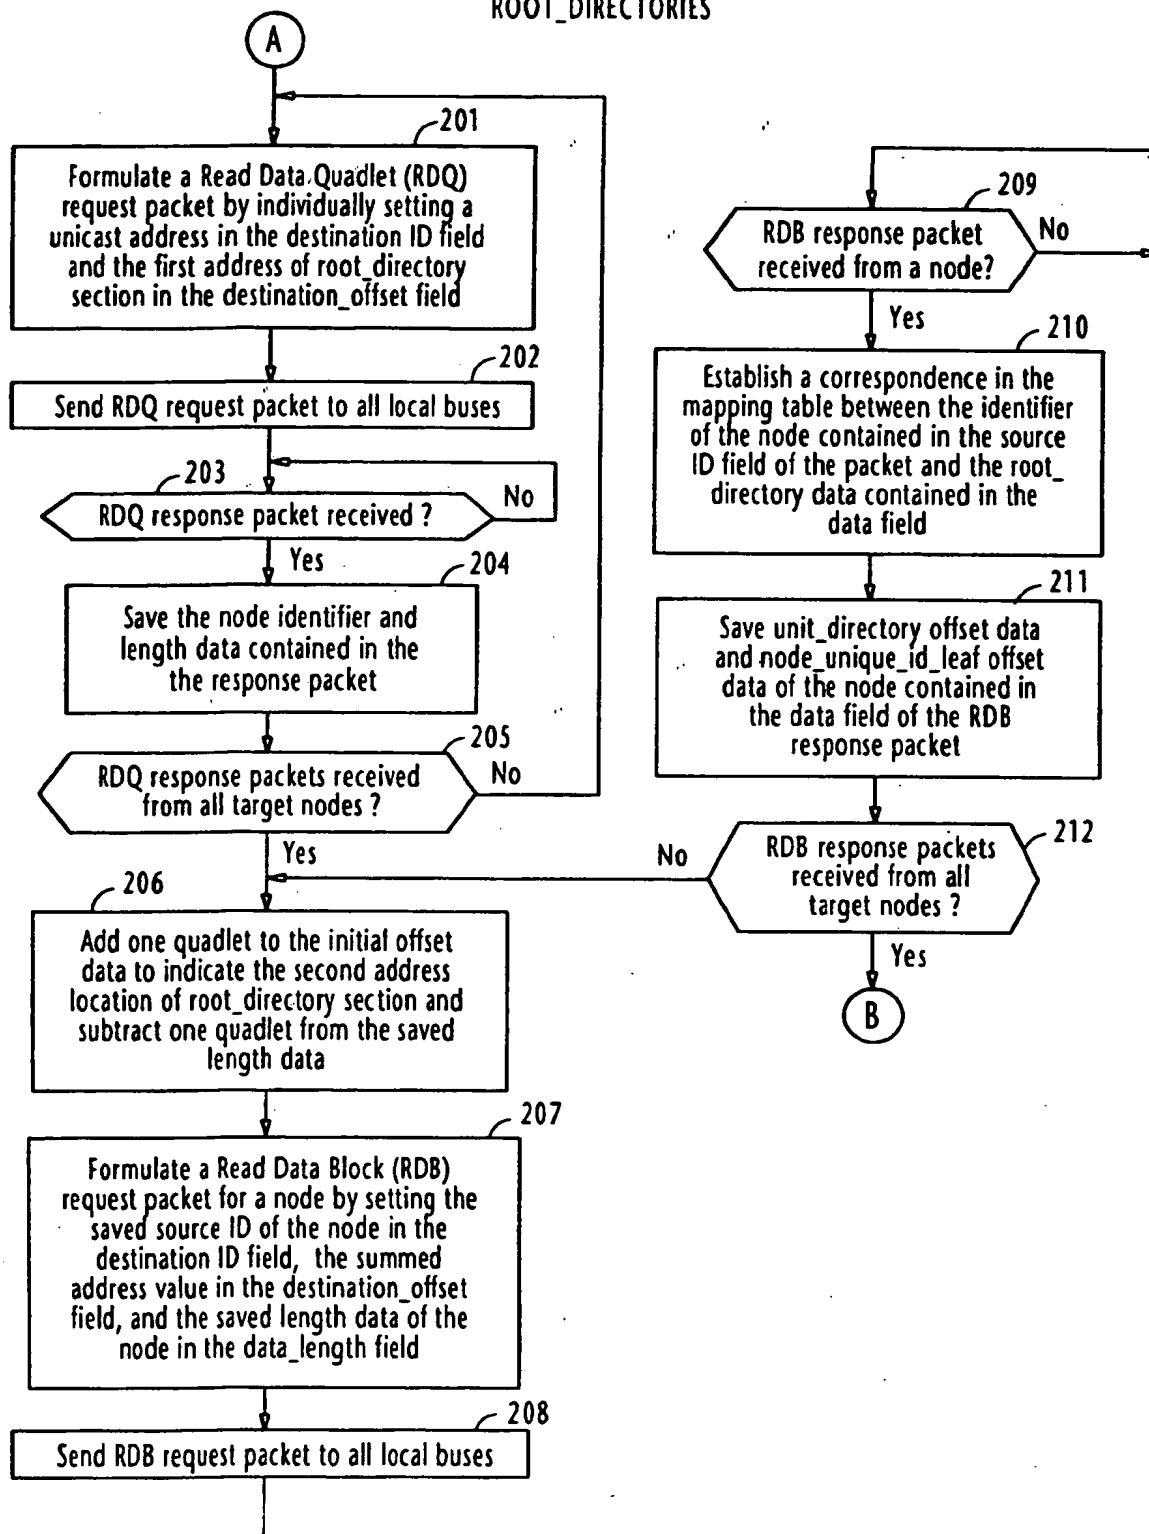 ROOT_DIRECTORIES
A
201
Formulate a Read Data Quadlet (RDQ)
request packet by individually setting a
unicast address in the destination ID field
and the first address of root_directory
section in the destination_offset field
202
Send RDQ request packet to all local buses
203
RDQ response packet received ?
No
Yes
204
Save the node identifier and
length data contained in the
the response packet
205
RDQ response packets received
from all target nodes ?
No
Yes
206
Add one quadlet to the initial offset
data to indicate the second address
location of root_directory section and
subtract one quadlet from the saved
length data
207
Formulate a Read Data Block (RDB)
request packet for a node by setting the
saved source ID of the node in the
destination ID field, the summed
address value in the destination_offset
field, and the saved length data of the
node in the data_length field
208
Send RDB request packet to all local buses
209
RDB response packet
received from a node?
No
Yes
210
Establish a correspondence in the
mapping table between the identifier
of the node contained in the source
ID field of the packet and the root_
directory data contained in the
data field
211
Save unit_directory offset data
and node_unique_id_leaf offset
data of the node contained in
the data field of the RDB
response packet
212
RDB response packets
received from all
target nodes ?
No
Yes
B